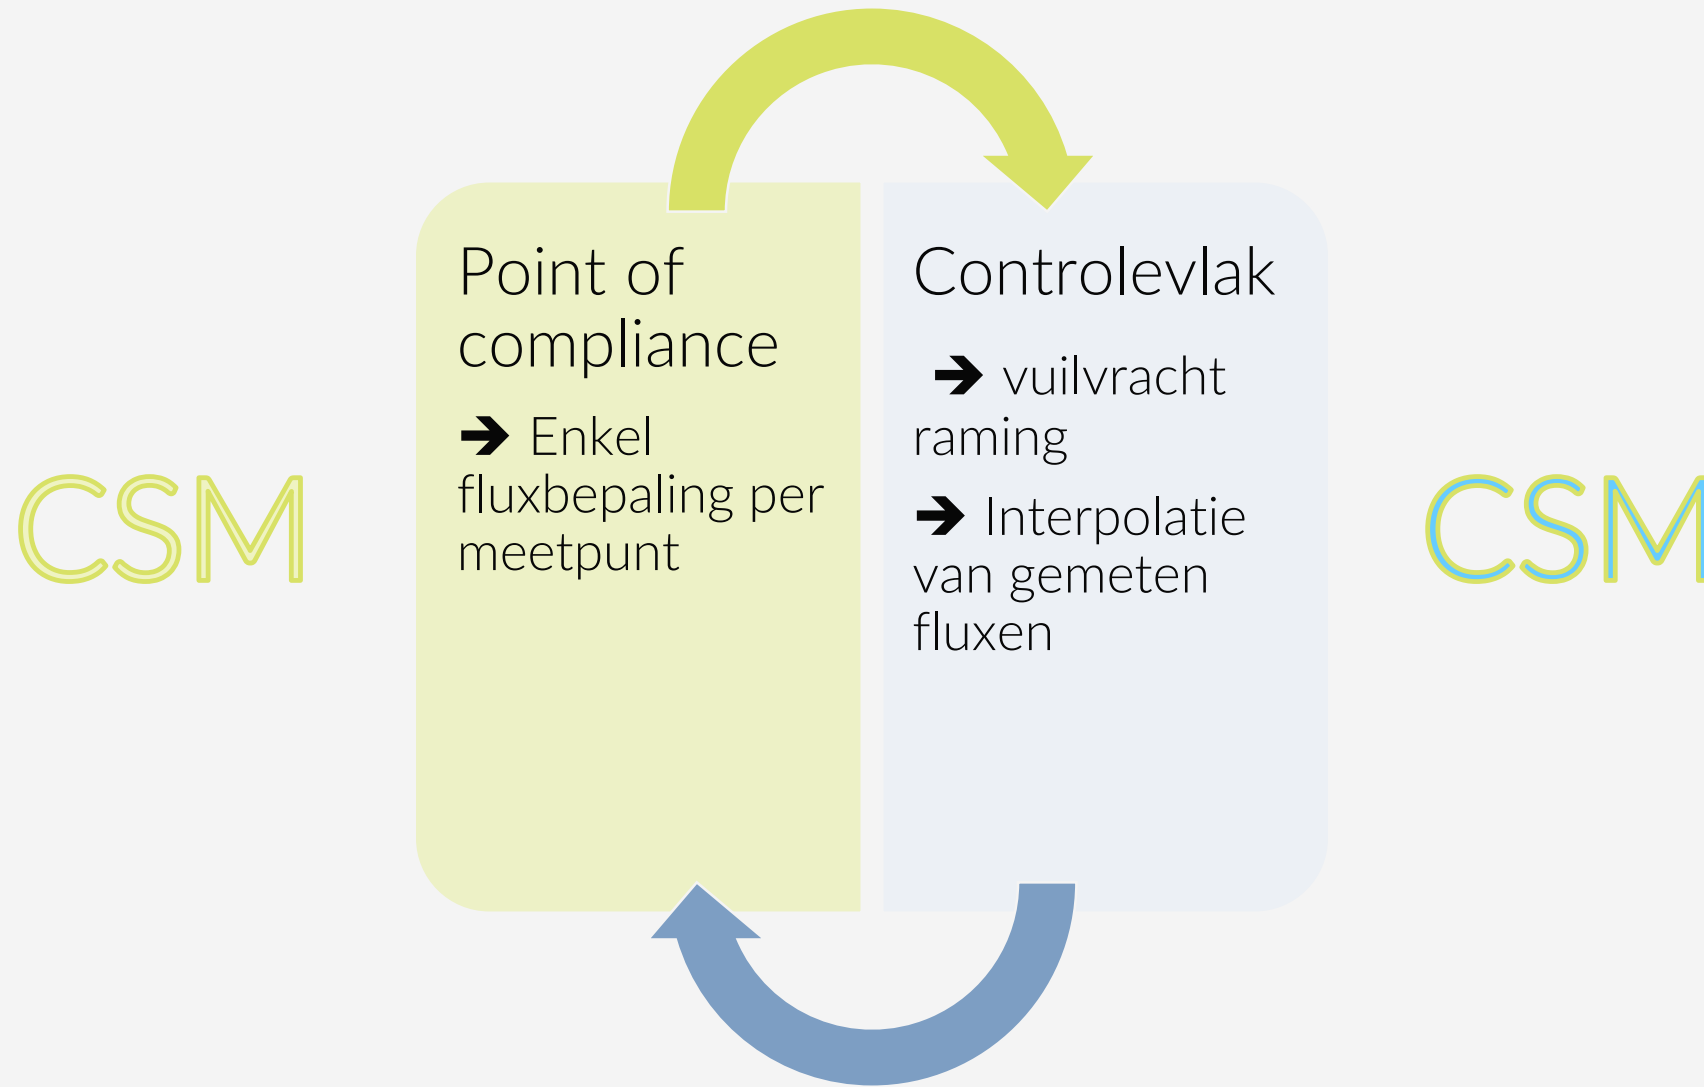 CSM
Point of
compliance
➔ Enkel
fluxbepaling per
meetpunt
Controlevlak
➔ vuilvracht
raming
➔ Interpolatie
van gemeten
fluxen
CSM